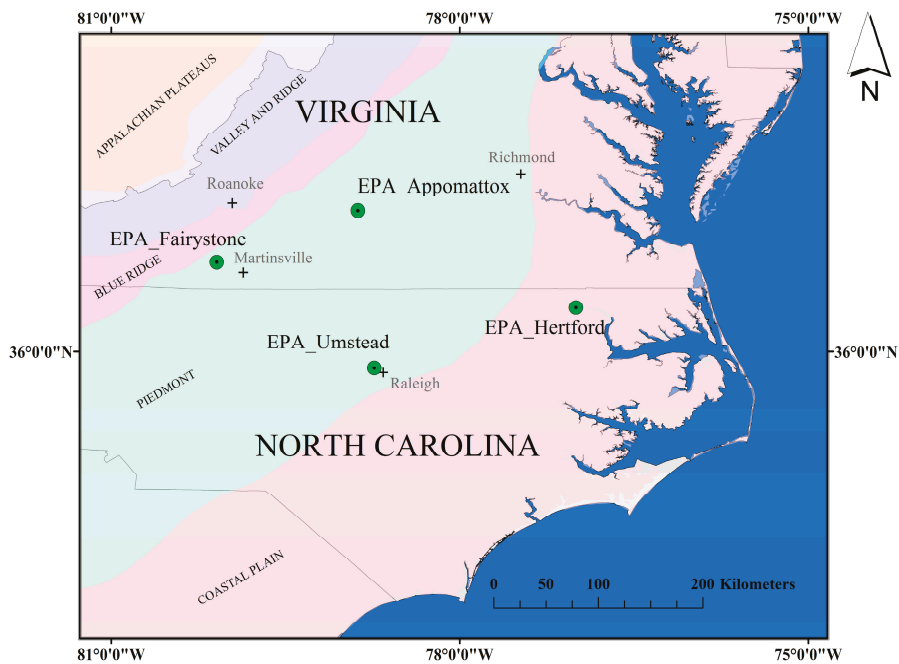 81°0'0"W 78°0'0"W 75°0'0"W
N
APPALACHIAN PLATEAUS
VALLEY AND RIDGE
VIRGINIA
Richmond
Roanoke
EPA Appomattox
EPA_Fairystonc
Martinsville
BLUE RIDGE
EPA_Hertford
EPA_Umstead
36°0'0"N 36°0'0"N
Raleigh
PIEDMONT
NORTH CAROLINA
COASTAL PLAIN
0 50 100 200 Kilometers
81°0'0"W 78°0'0"W 75°0'0"W